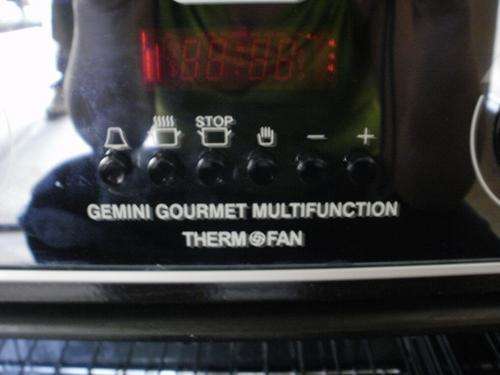 STOP
GEMINI GOURMET MULTIFUNCTION
THERM FAN